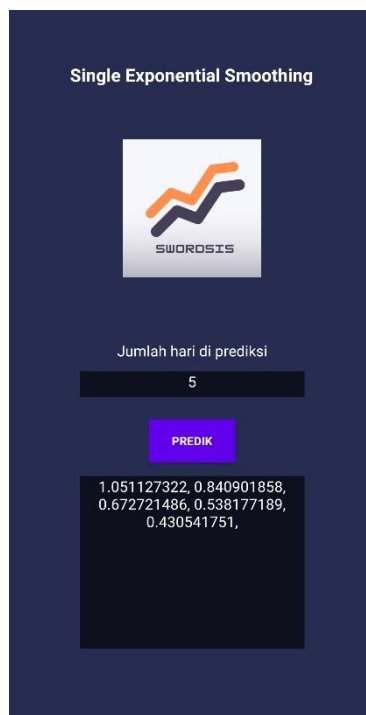 Single Exponential Smoothing
SWORDSIS
Jumlah hari di prediksi
5
PREDIK
1.051127322, 0.840901858,
0.672721486, 0.538177189,
0.430541751,